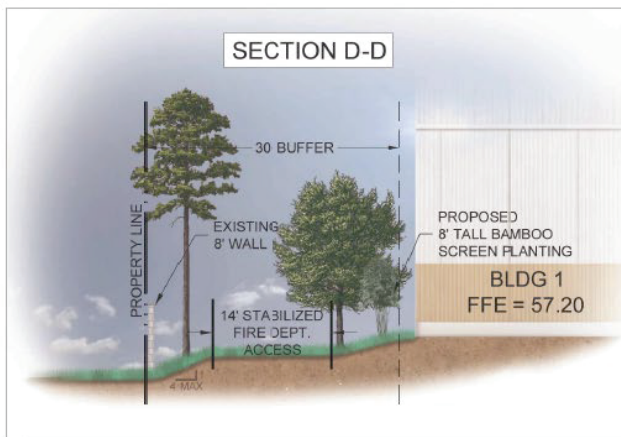 SECTION D-D
30 BUFFER
PROPERTY LINE
EXISTING
8' WALL
PROPOSED
8' TALL BAMBOO
SCREEN PLANTING
BLDG 1
FFE = 57.20
14' STABILIZED
FIRE DEPT.
ACCESS
1
4' MAX